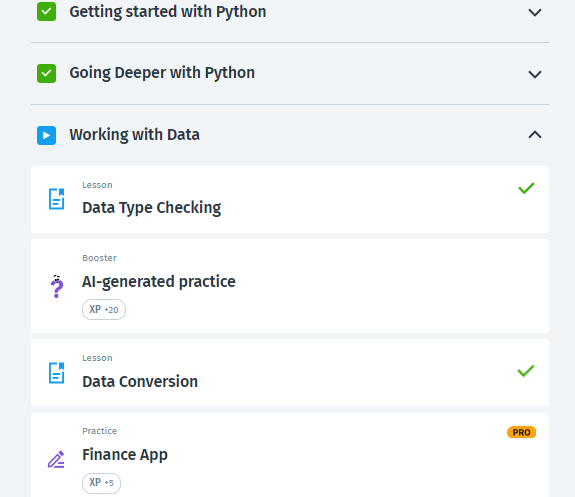 Getting started with Python
Going Deeper with Python
Working with Data
Lesson
Data Type Checking
Booster
AI-generated practice
XP +20
Lesson
Data Conversion
Practice
PRO
Finance App
XP +5